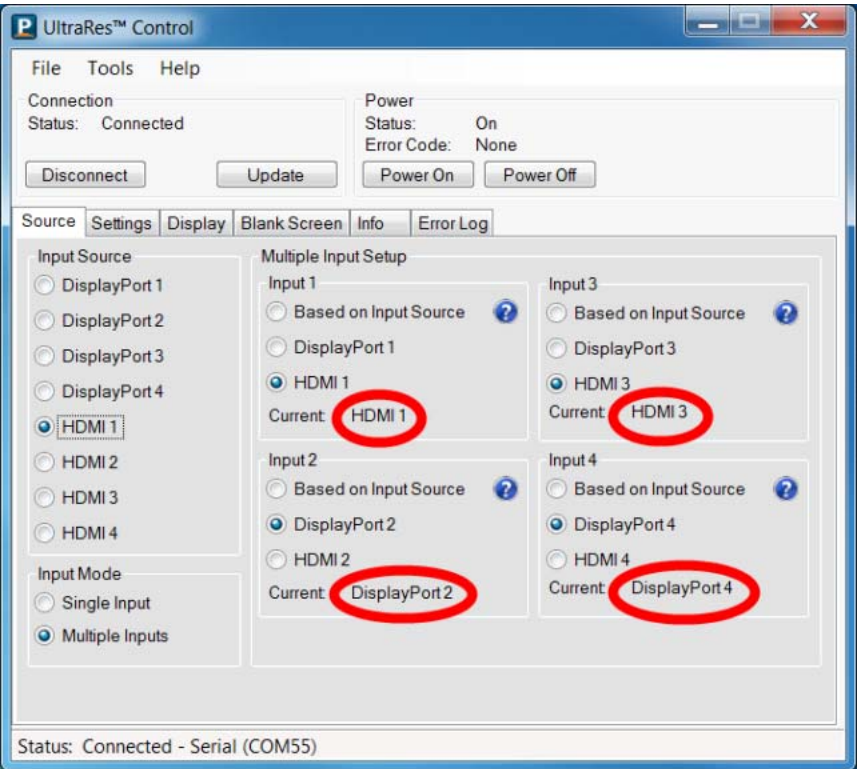 P UltraRes™ Control
File Tools Help
Connection
Status: Connected
Disconnect Update
Power
Status: On
Error Code: None
Power On Power Off
Source Settings Display Blank Screen Info Error Log
Input Source
DisplayPort 1
DisplayPort 2
DisplayPort 3
DisplayPort 4
HDMI 1
HDMI 2
HDMI 3
HDMI 4
Input Mode
Single Input
Multiple Inputs
Multiple Input Setup
Input 1
Based on Input Source ?
DisplayPort 1
HDMI 1
Current: HDMI 1
Input 2
Based on Input Source ?
DisplayPort 2
HDMI 2
Current: DisplayPort 2
Input 3
Based on Input Source ?
DisplayPort 3
HDMI 3
Current: HDMI 3
Input 4
Based on Input Source ?
DisplayPort 4
HDMI 4
Current: DisplayPort 4
Status: Connected - Serial (COM55)